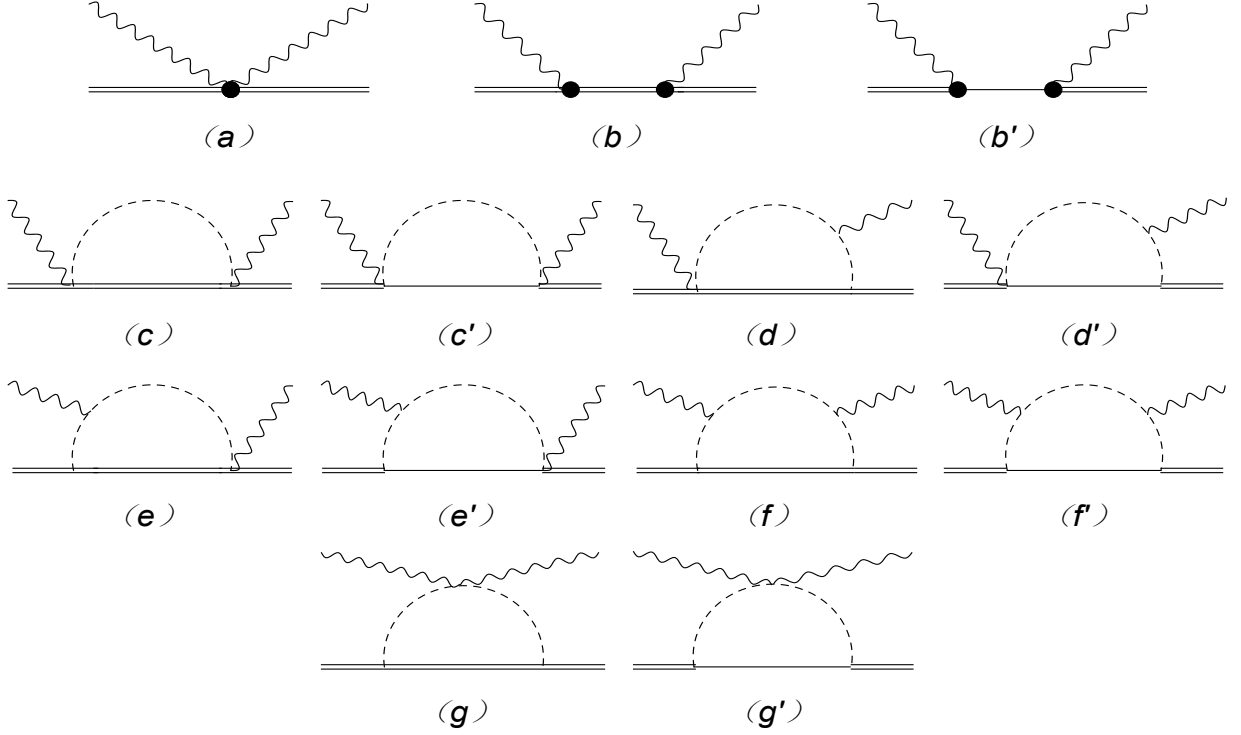 （a） （b） （b'）
（c） （c'） （d） （d'）
（e） （e'） （f） （f'）
（g） （g'）